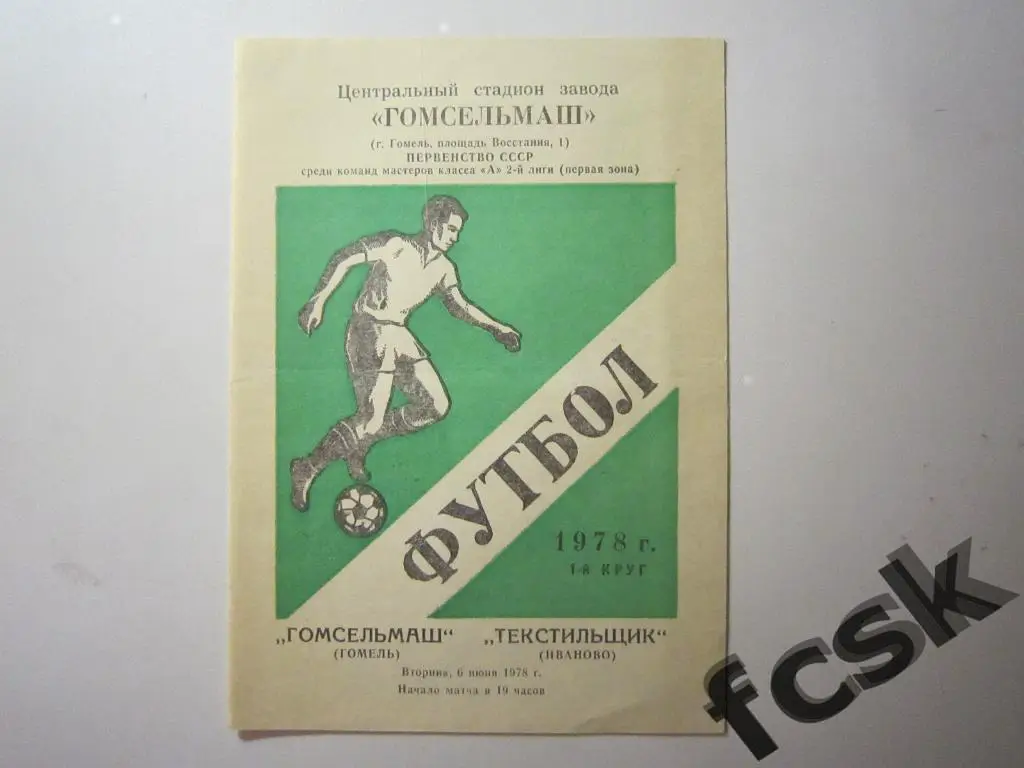 Центральный стадион завода
«ГОМСЕЛЬМАШ»
(г. Гомель, площадь Восстания, 1)
ПЕРВЕНСТВО СССР
среди команд мастеров класса «А» 2-й лиги (первая зона)
ФУТБОЛ
1978 г.
1-й КРУГ
„ГОМСЕЛЬМАШ" „ТЕКСТИЛЬЩИК"
(ГОМЕЛЬ) (ИВАНОВО)
Вторник, 6 июня 1978 г.
Начало матча в 19 часов
fcsk